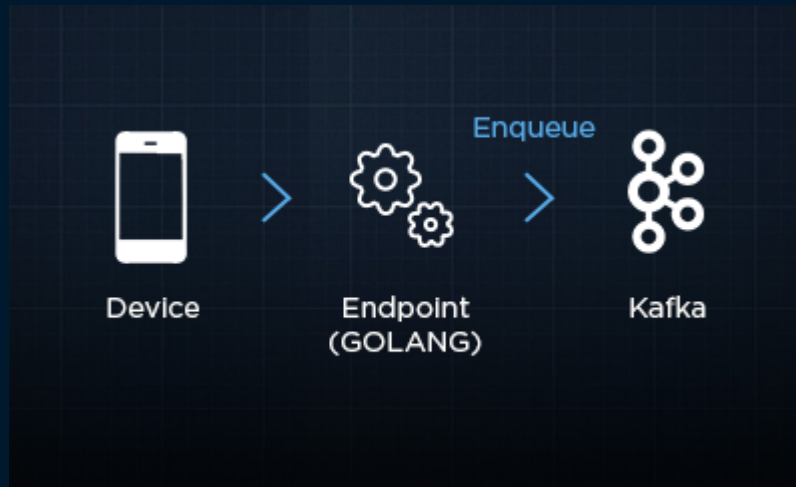 Enqueue
Device
Endpoint
(GOLANG)
Kafka